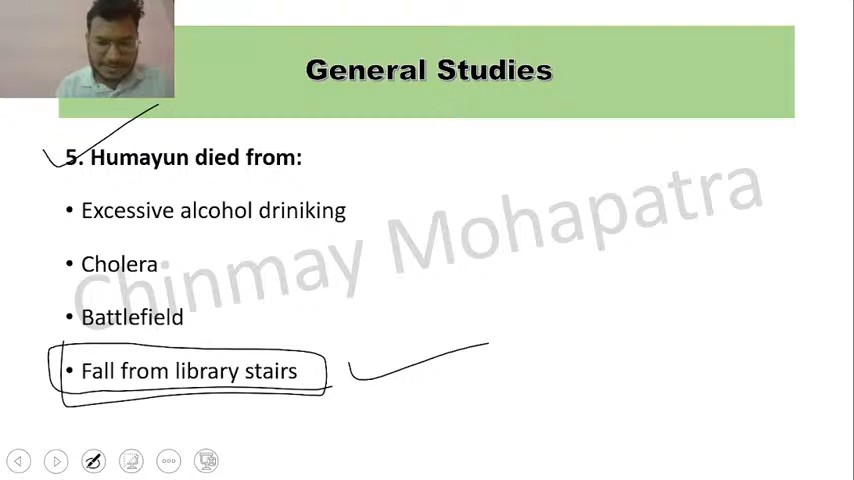 General Studies
5. Humayun died from:
• Excessive alcohol driniking
• Cholera
• Battlefield
• Fall from library stairs
Chinmay Mohapatra